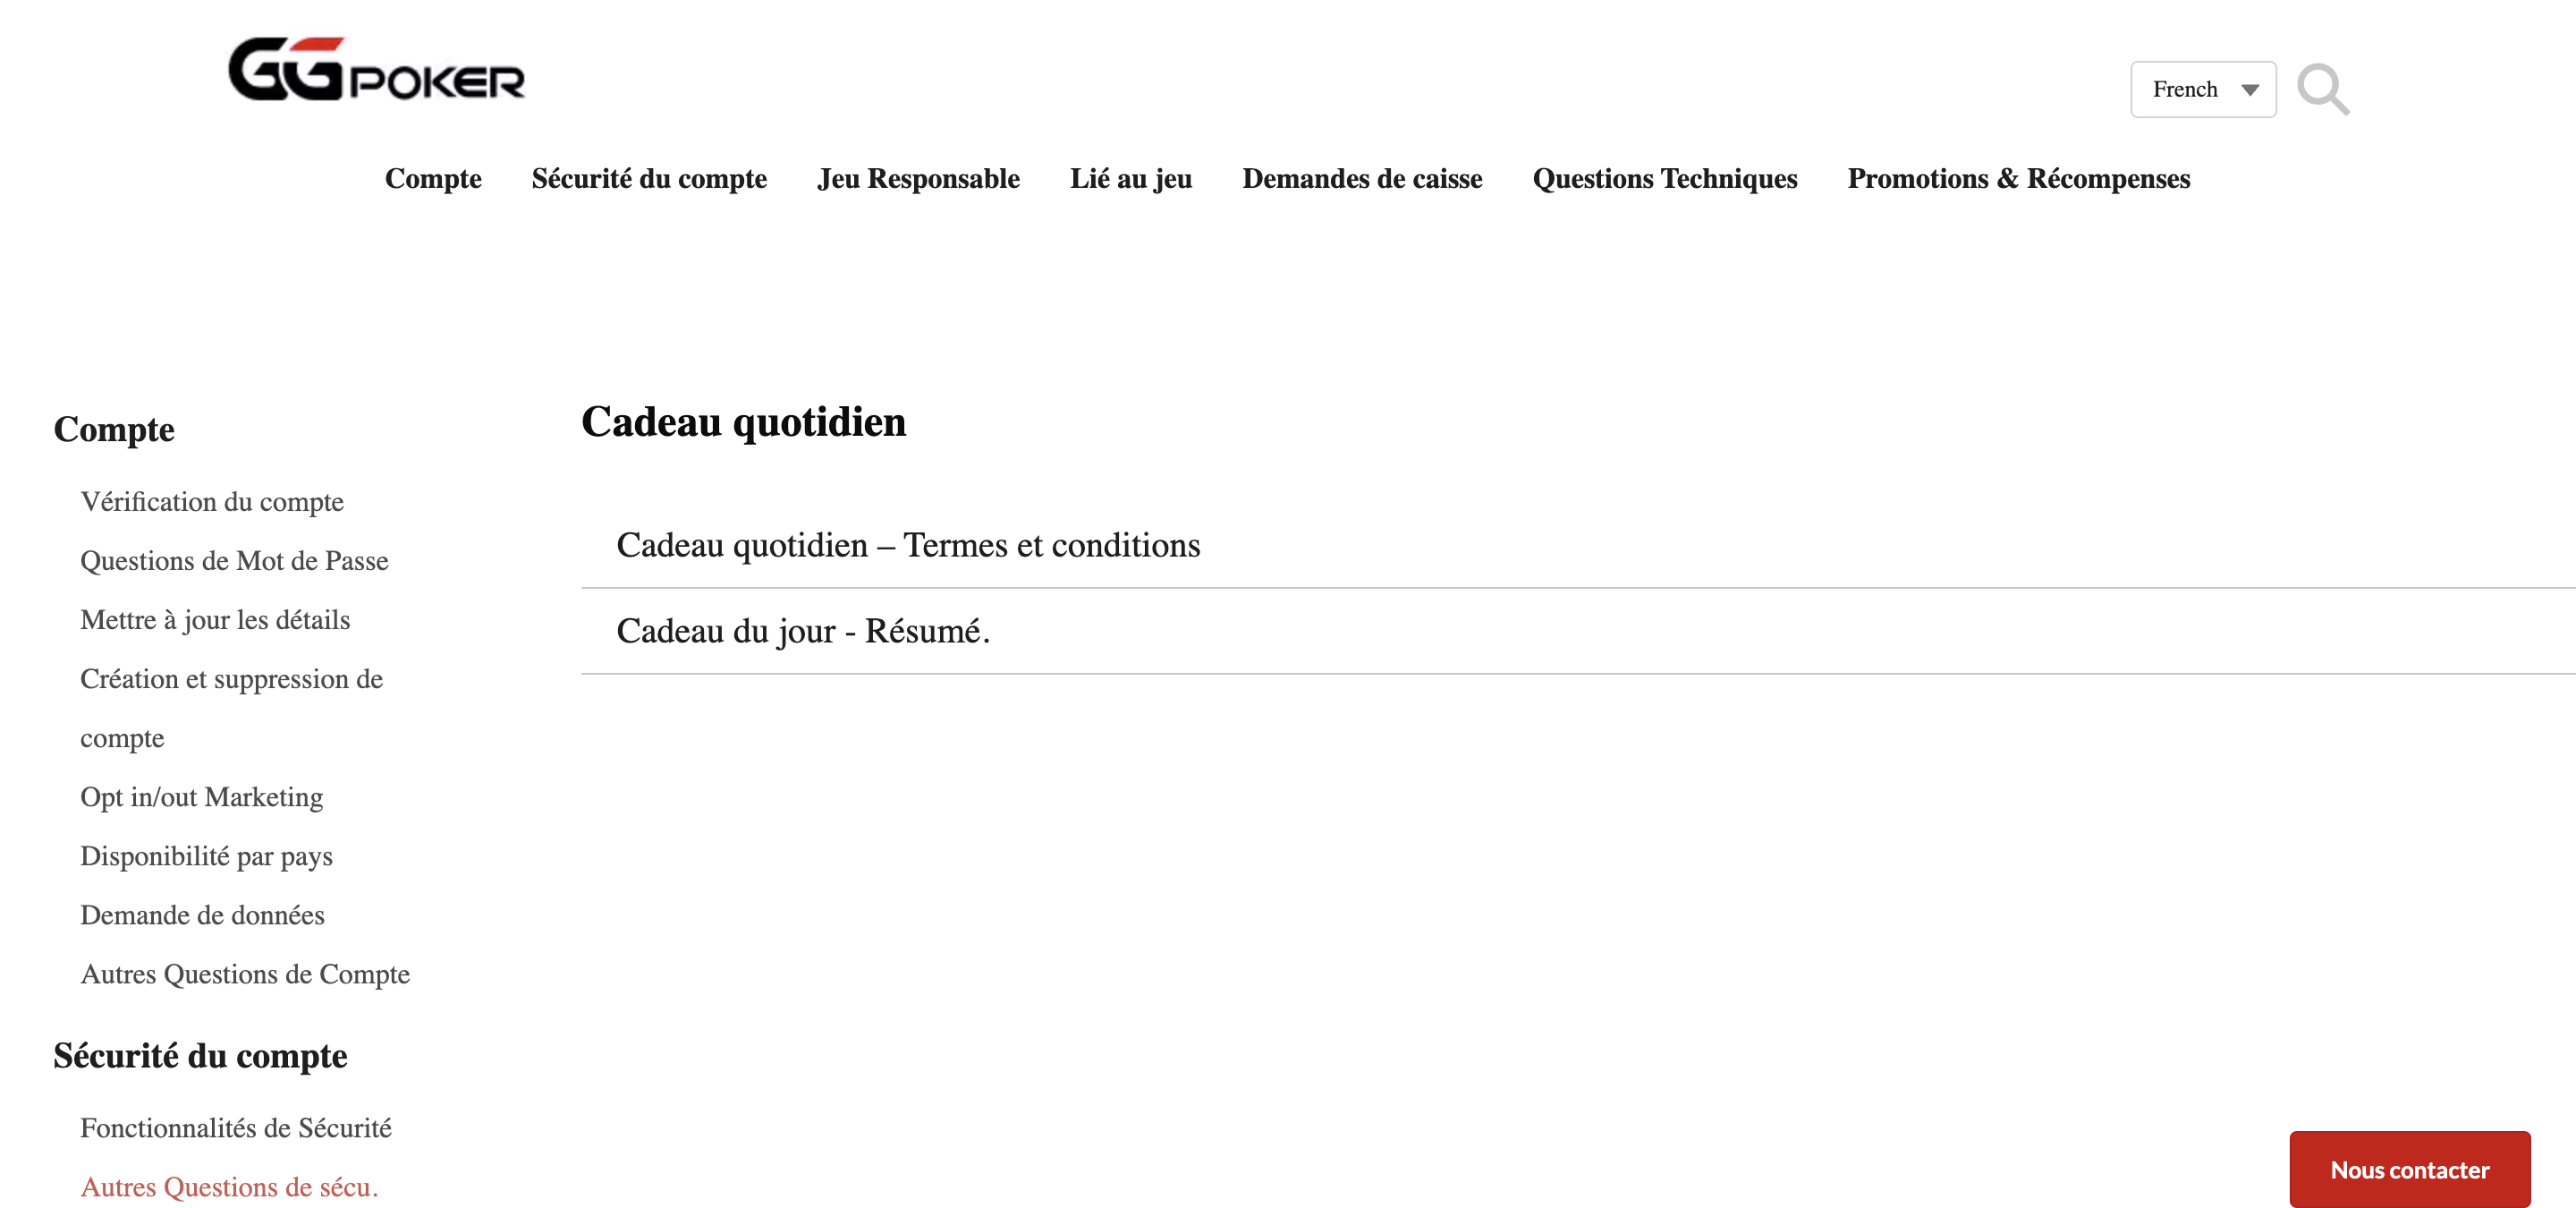 GGPOKER
French
Compte Sécurité du compte Jeu Responsable Lié au jeu Demandes de caisse Questions Techniques Promotions & Récompenses
Compte
Vérification du compte
Questions de Mot de Passe
Mettre à jour les détails
Création et suppression de
compte
Opt in/out Marketing
Disponibilité par pays
Demande de données
Autres Questions de Compte
Sécurité du compte
Fonctionnalités de Sécurité
Autres Questions de sécu.
Cadeau quotidien
Cadeau quotidien – Termes et conditions
Cadeau du jour - Résumé.
Nous contacter